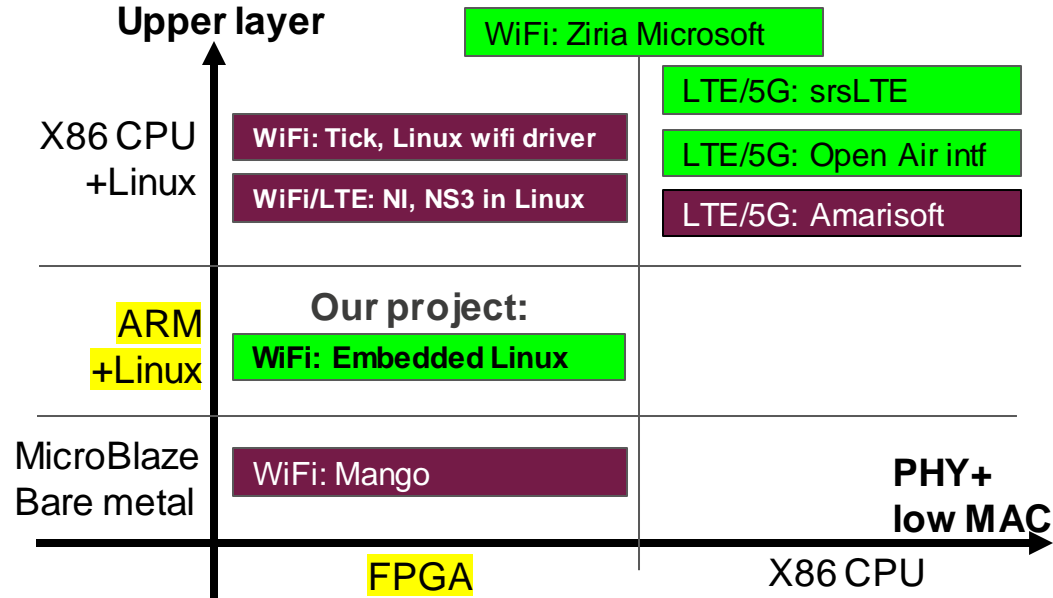 Upper layer
WiFi: Ziria Microsoft
LTE/5G: srsLTE
X86 CPU
+Linux
WiFi: Tick, Linux wifi driver
LTE/5G: Open Air intf
WiFi/LTE: NI, NS3 in Linux
LTE/5G: Amarisoft
Our project:
ARM
+Linux
WiFi: Embedded Linux
MicroBlaze
Bare metal
WiFi: Mango
PHY+
low MAC
FPGA
X86 CPU